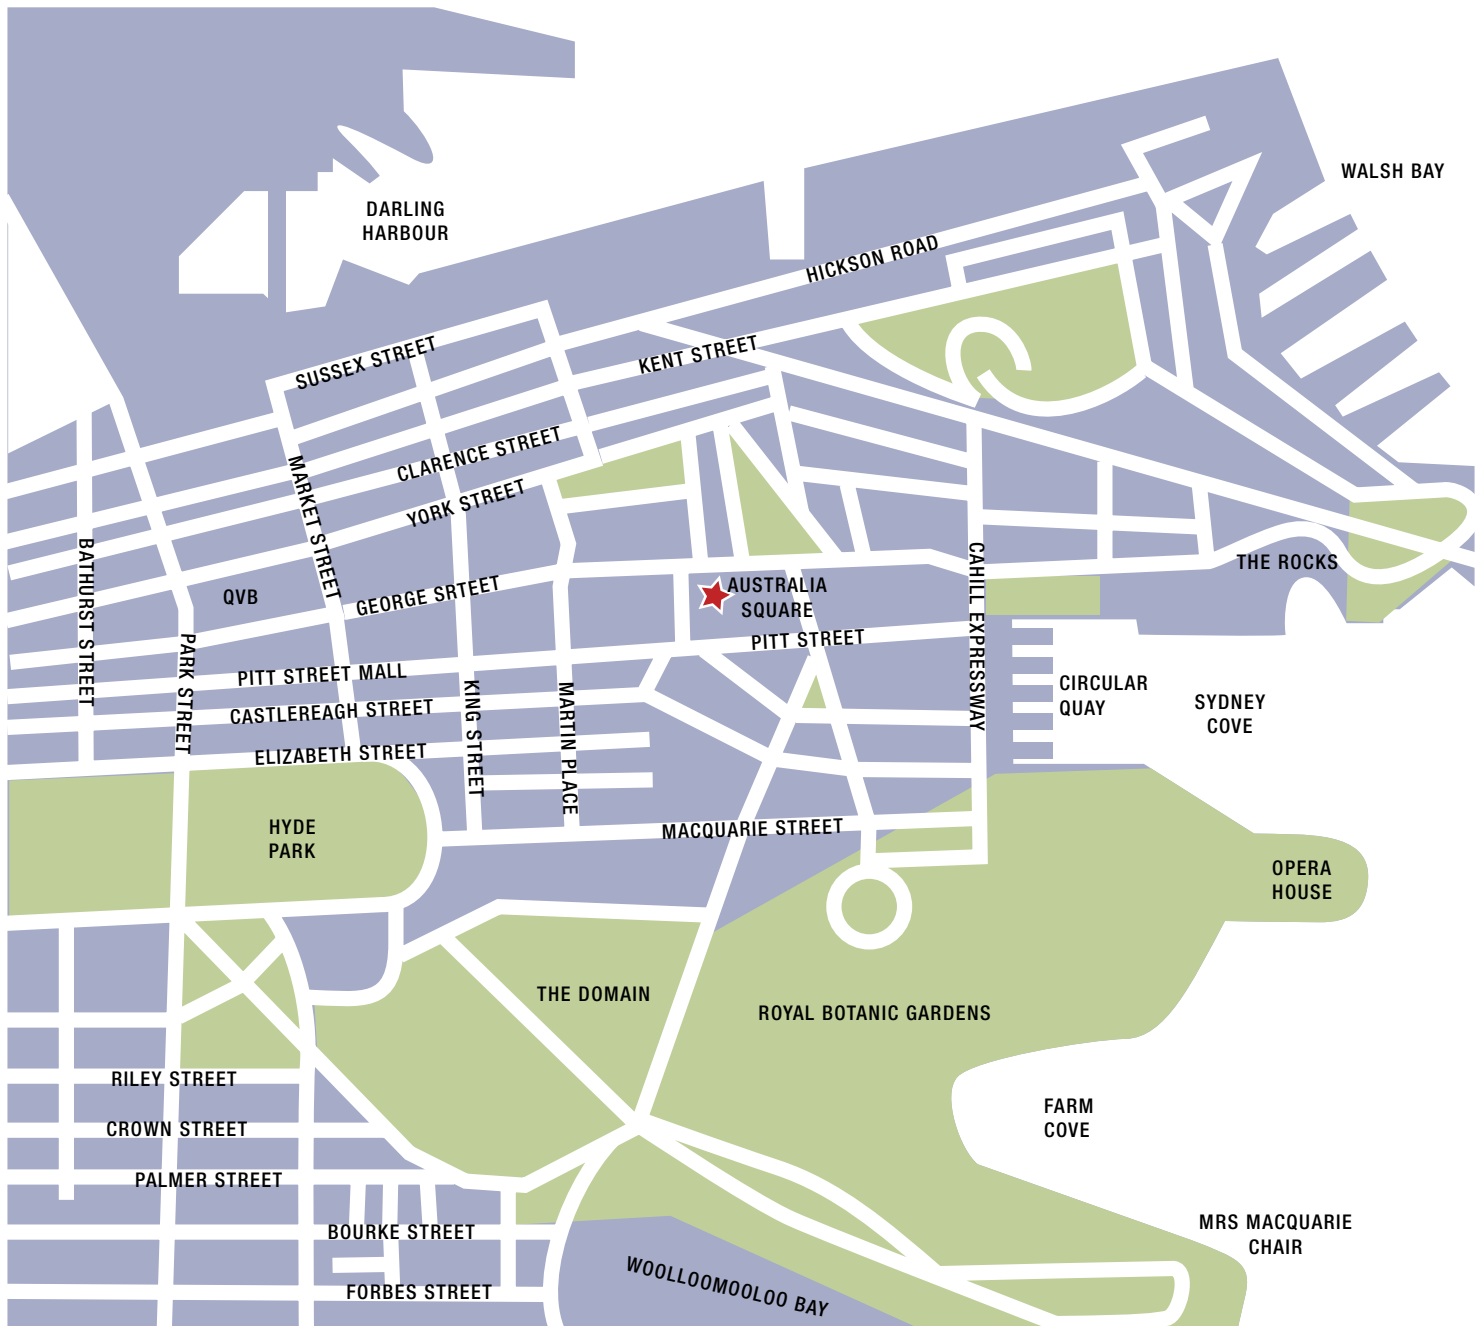 WALSH BAY
DARLING
HARBOUR
HICKSON ROAD
SUSSEX STREET
KENT STREET
CLARENCE STREET
YORK STREET
MARKET STREET
BATHURST STREET
QVB
GEORGE SRTEET
AUSTRALIA
SQUARE
THE ROCKS
CAHILL EXPRESSWAY
PARK STREET
PITT STREET
PITT STREET MALL
CASTLEREAGH STREET
KING STREET
MARTIN PLACE
CIRCULAR
QUAY
SYDNEY
COVE
ELIZABETH STREET
HYDE
PARK
MACQUARIE STREET
OPERA
HOUSE
THE DOMAIN
ROYAL BOTANIC GARDENS
RILEY STREET
CROWN STREET
FARM
COVE
PALMER STREET
BOURKE STREET
MRS MACQUARIE
CHAIR
WOOLLOOMOOLOO BAY
FORBES STREET